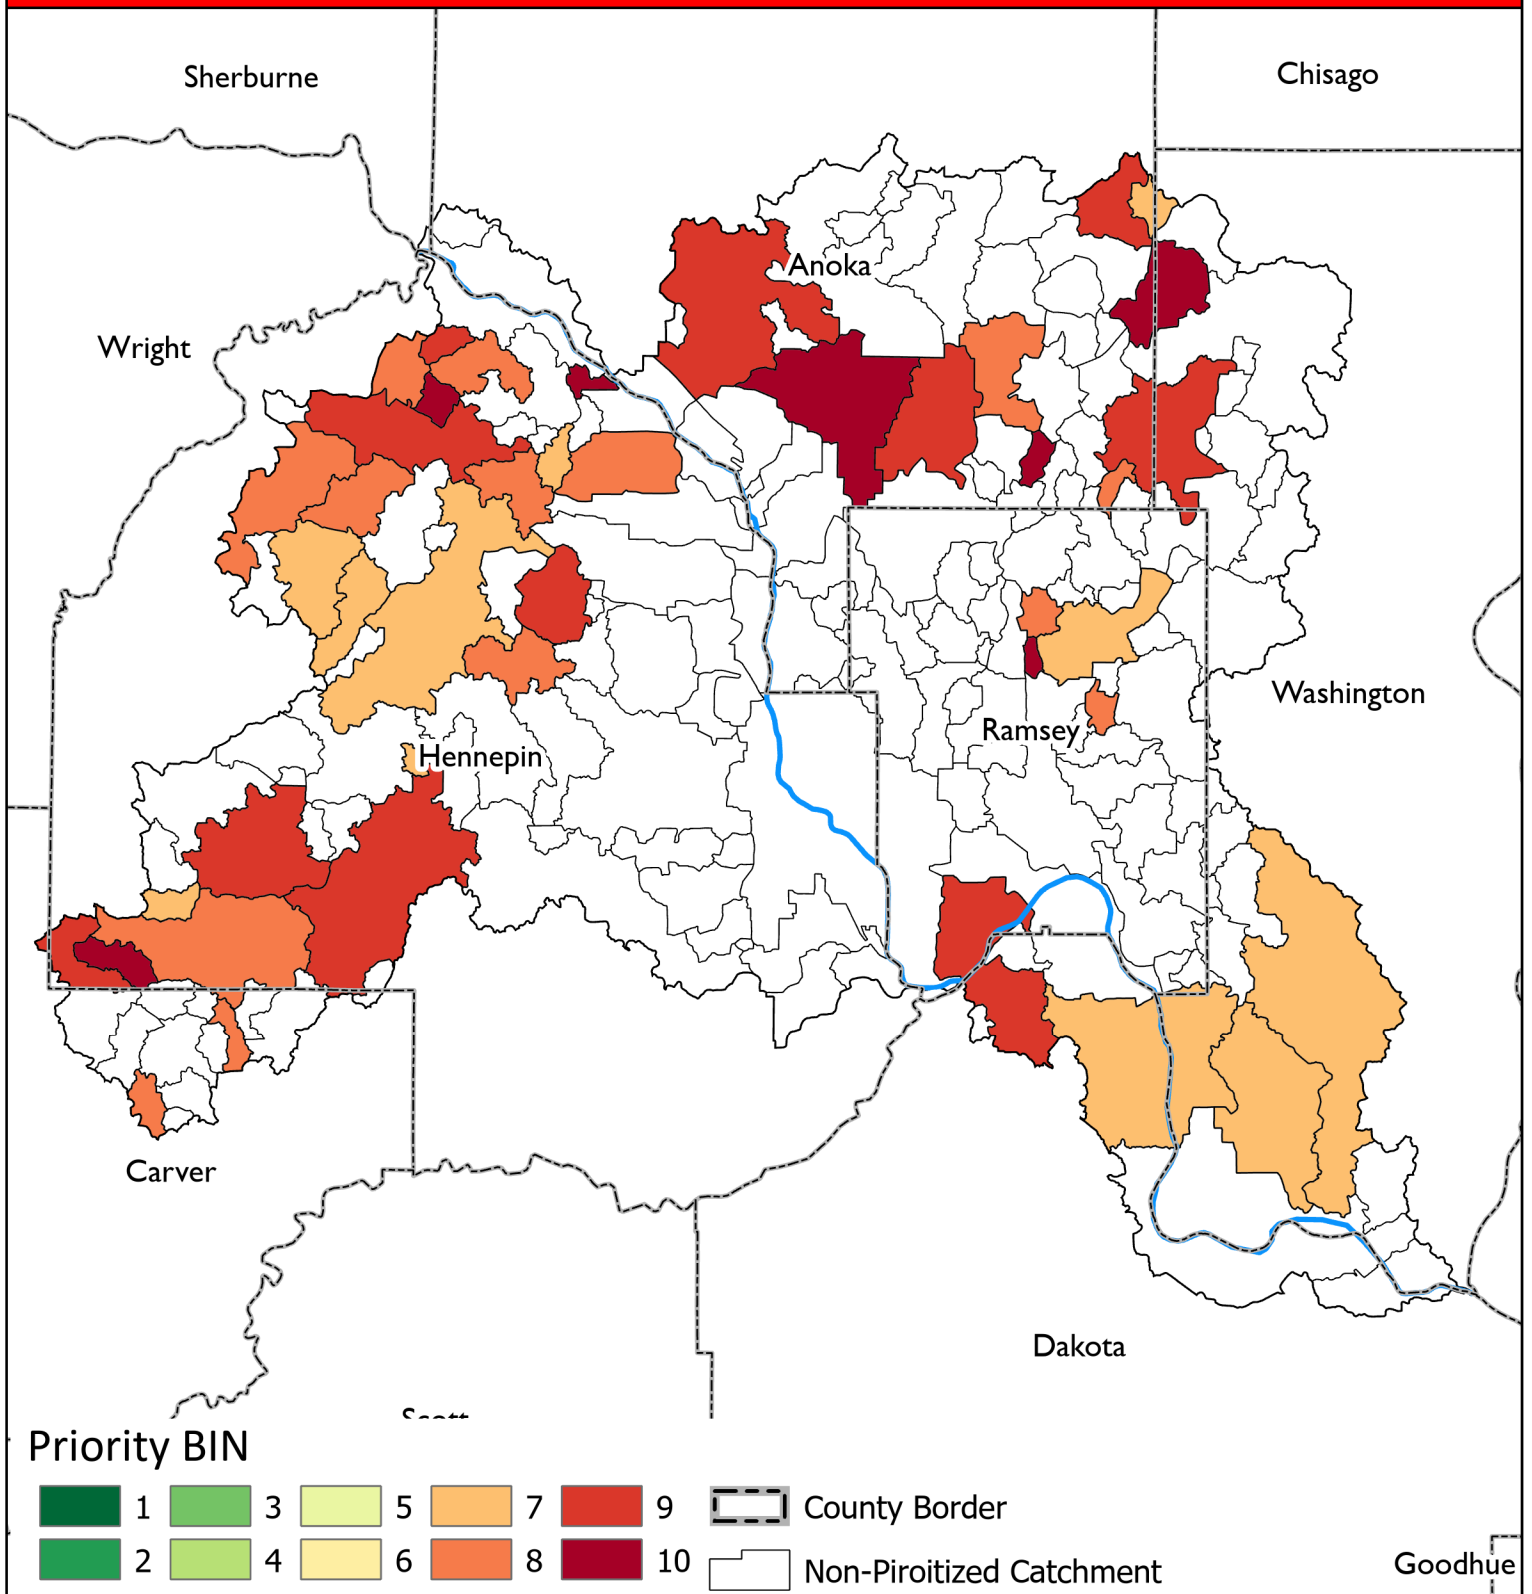 Sherburne
Chisago
Anoka
Wright
Washington
Ramsey
Hennepin
Carver
Dakota
Scott
Priority BIN
1 3 5 7 9 County Border
2 4 6 8 10 Non-Piroitized Catchment
Goodhue